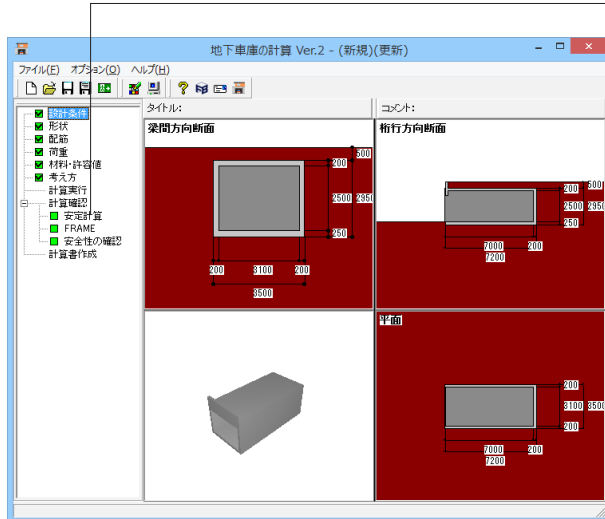 地下車庫の計算 Ver.2 - (新規)(更新)
ファイル(F) オプション(O) ヘルプ(H)
タイトル:
コメント:
設計条件
形状
配筋
荷重
材料・許容値
考え方
計算実行
計算確認
安定計算
FRAME
安全性の確認
計算書作成
梁間方向断面
500
200
2500 2950
250
200 3100 200
3500
桁行方向断面
200 500
2500 2950
250
7000 200
7200
平面
200
3100 3500
200
7000 200
7200